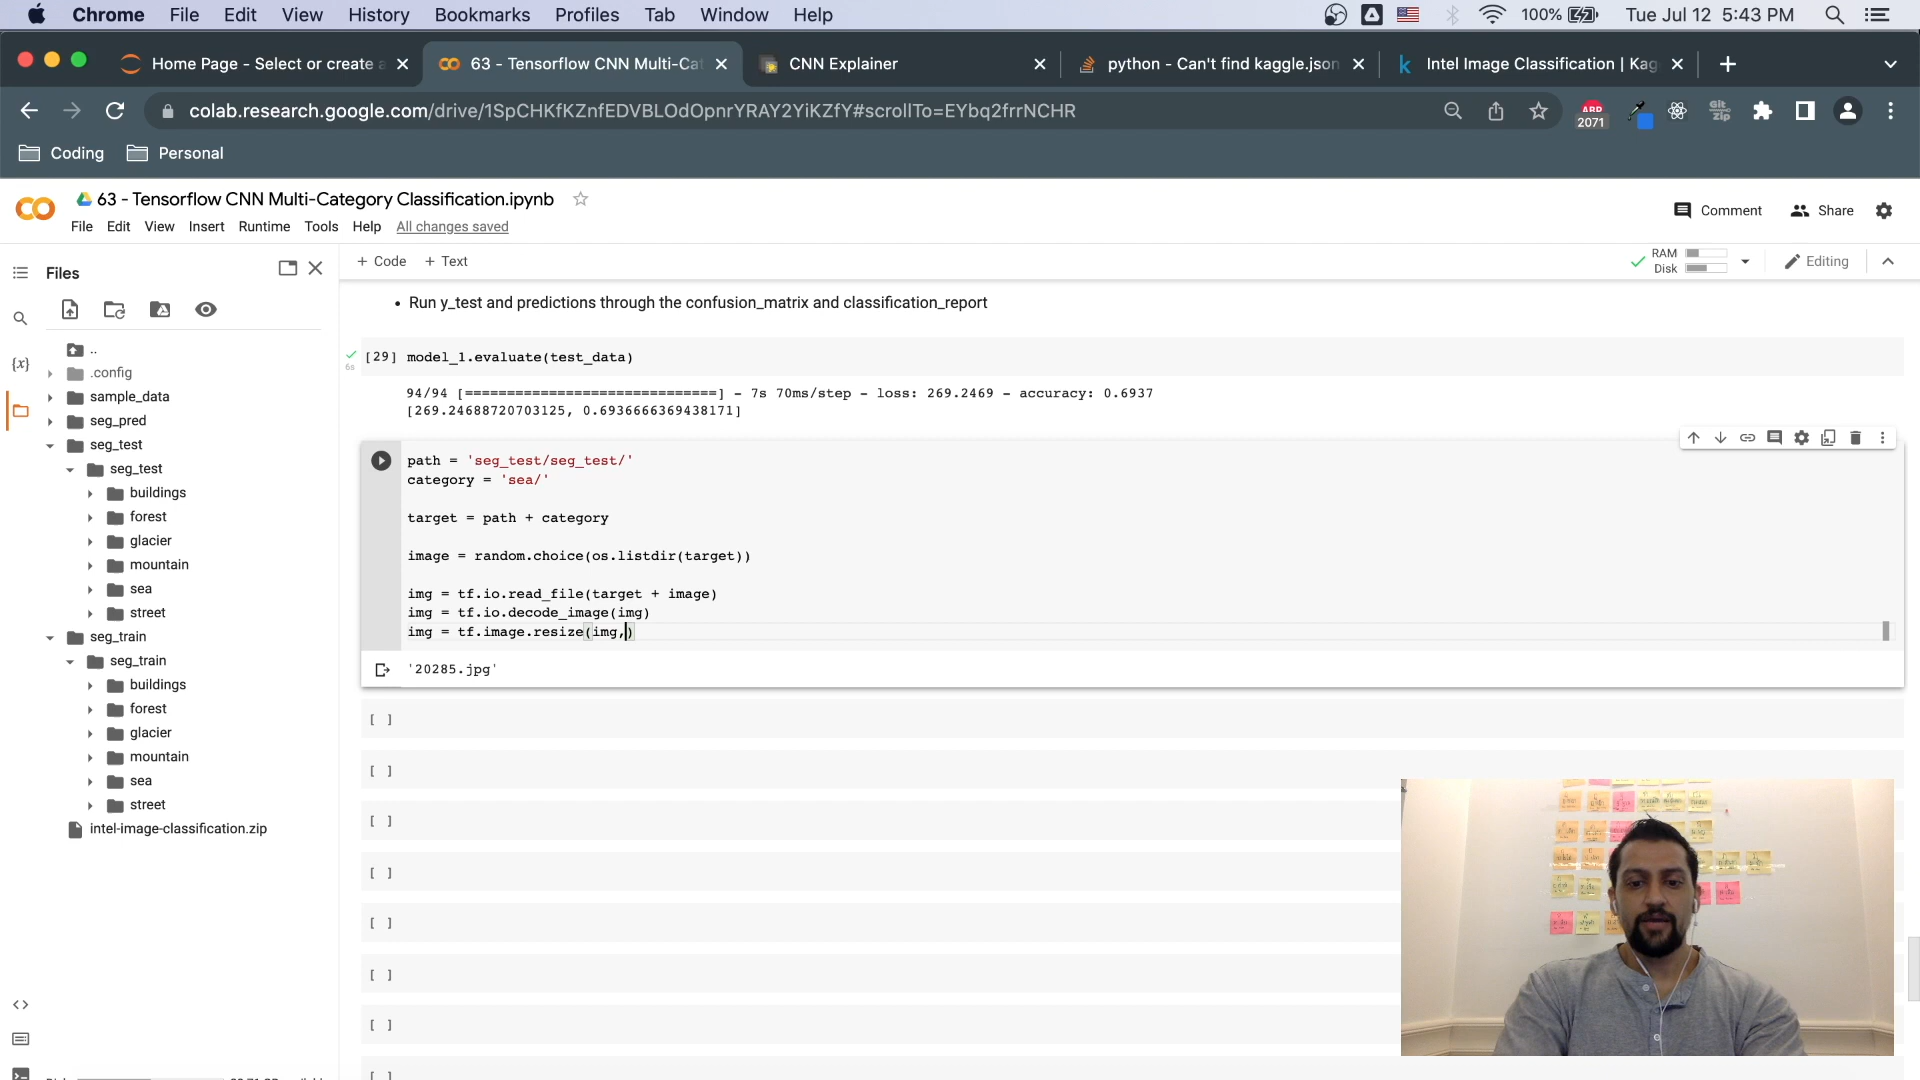 Chrome File Edit View History Bookmarks Profiles Tab Window Help 100% Tue Jul 12 5:43 PM
Home Page - Select or create a
63 - Tensorflow CNN Multi-Cat
CNN Explainer
python - Can't find kaggle.json
Intel Image Classification | Kag
colab.research.google.com/drive/1SpCHKfKZnfEDVBLOdOpnrYRAY2YiKZfY#scrollTo=EYbq2frrNCHR
ABP
2071
Git
Zip
Coding Personal
63 - Tensorflow CNN Multi-Category Classification.ipynb
File Edit View Insert Runtime Tools Help All changes saved
Comment Share
Files
+ Code + Text
RAM
Disk
Editing
..
.config
sample_data
seg_pred
seg_test
seg_test
buildings
forest
glacier
mountain
sea
street
seg_train
seg_train
buildings
forest
glacier
mountain
sea
street
intel-image-classification.zip
{x}
<>
• Run y_test and predictions through the confusion_matrix and classification_report
[29] model_1.evaluate(test_data)
6s
94/94 [==============================] - 7s 70ms/step - loss: 269.2469 - accuracy: 0.6937
[269.24688720703125, 0.6936666369438171]
path = 'seg_test/seg_test/'
category = 'sea/'
target = path + category
image = random.choice(os.listdir(target))
img = tf.io.read_file(target + image)
img = tf.io.decode_image(img)
img = tf.image.resize(img,)
'20285.jpg'
[ ]
[ ]
[ ]
[ ]
[ ]
[ ]
[ ]
[ ]